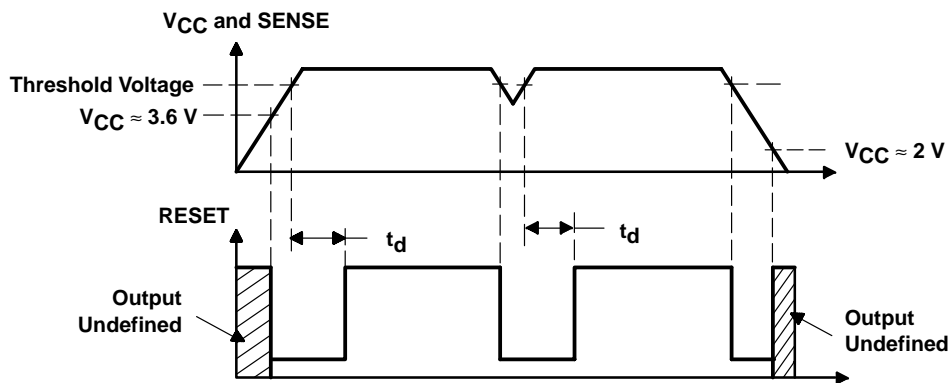 VCC and SENSE
Threshold Voltage
VCC ≈ 3.6 V
VCC ≈ 2 V
RESET
td
td
Output
Undefined
Output
Undefined